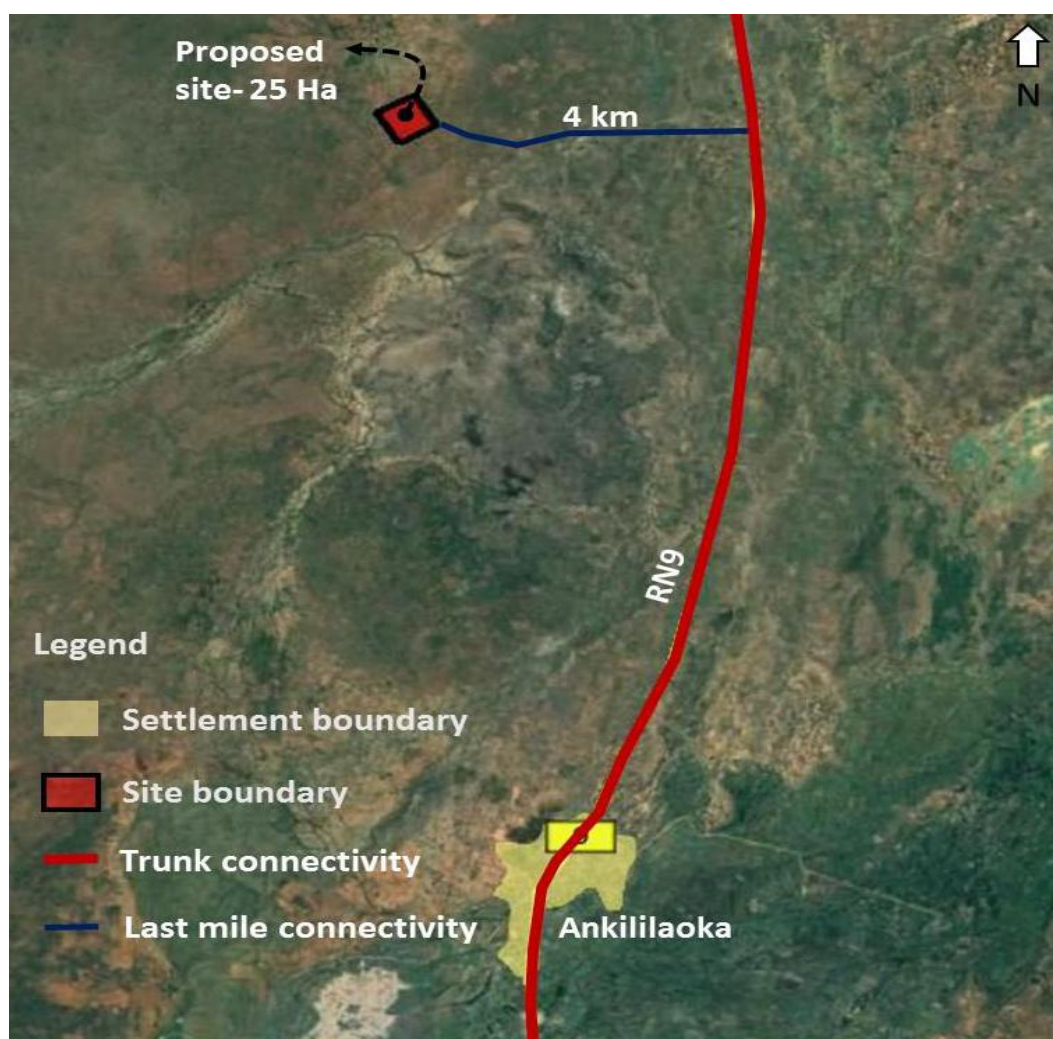 Proposed
site- 25 Ha
4 km
N
RN9
Legend
Settlement boundary
Site boundary
Trunk connectivity
Last mile connectivity
Ankililaoka